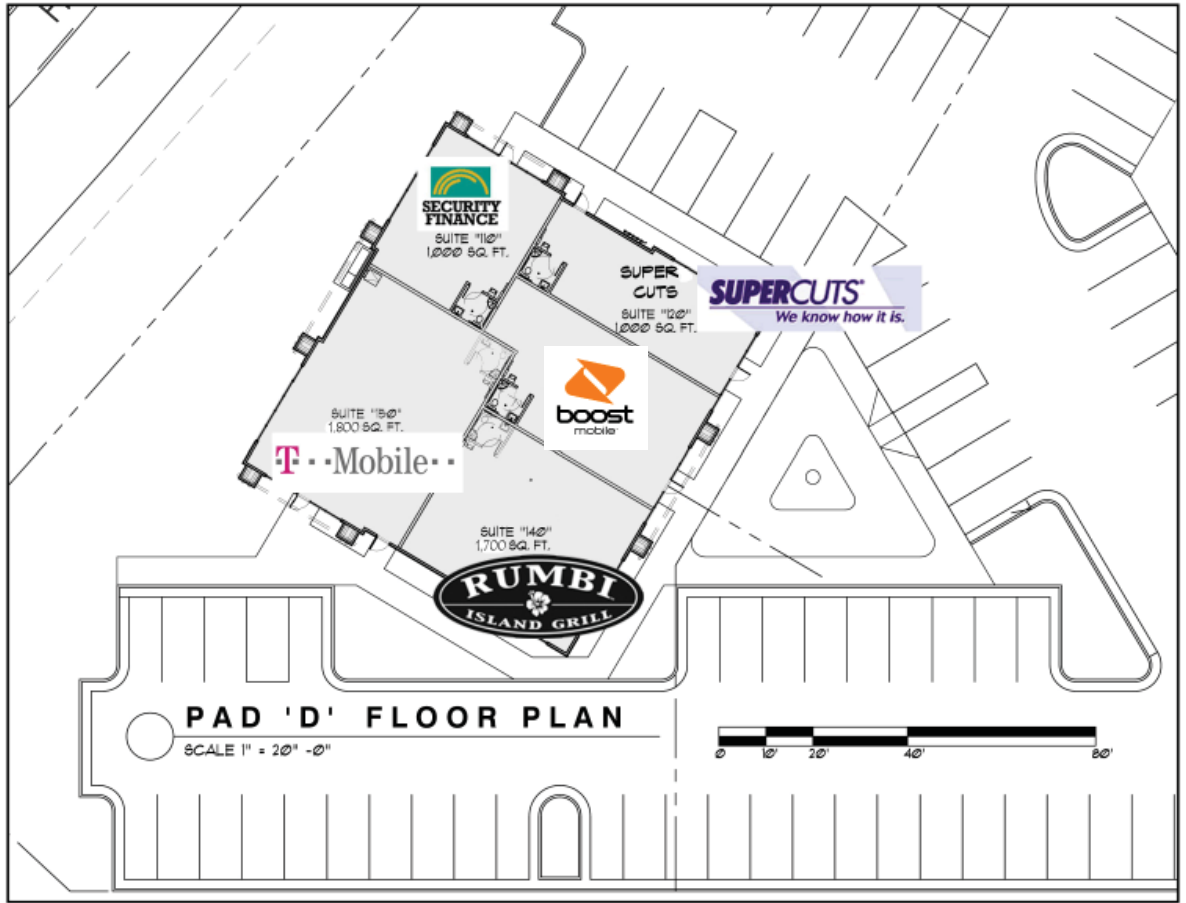 SECURITY
FINANCE
SUITE "110"
1,000 SQ. FT.
SUPER
CUTS
SUITE "120"
1,000 SQ. FT.
SUPERCUTS®
We know how it is.
boost
mobile
SUITE "150"
1,800 SQ. FT.
T··Mobile··
SUITE "140"
1,700 SQ. FT.
RUMBI
ISLAND GRILL
PAD 'D' FLOOR PLAN
SCALE 1" = 20" -0"
0 10' 20' 40' 80'